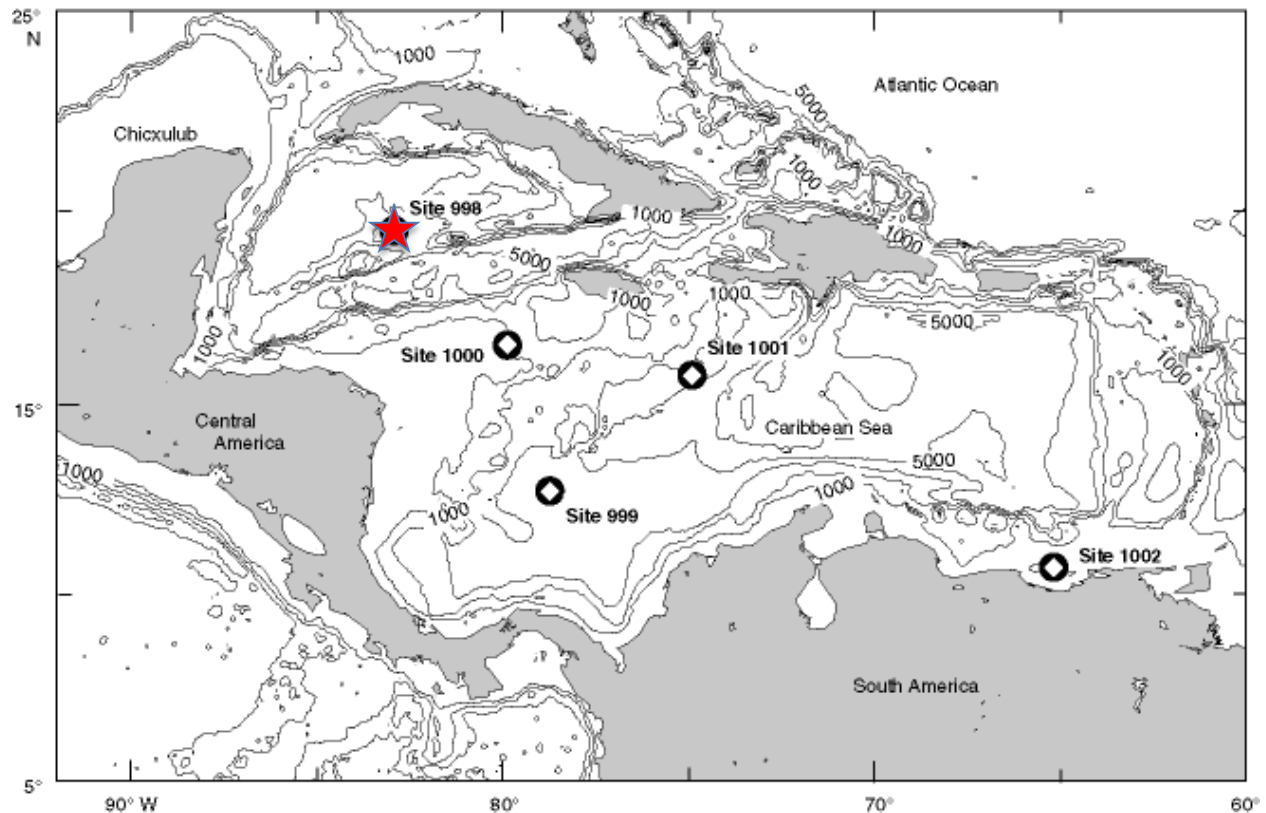 25°
N
1000
Atlantic Ocean
5000
Chicxulub
1000
Site 998
1000
1000
5000
1000
1000
5000
Site 1000
Site 1001
1000
1000
15°
Central
America
Caribbean Sea
5000
1000
1000
1000
Site 999
Site 1002
South America
5°
90° W
80°
70°
60°